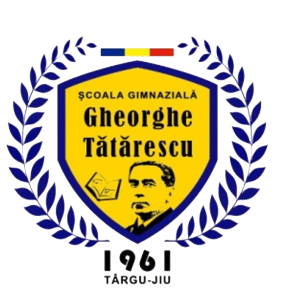 ȘCOALA GIMNAZIALĂ
Gheorghe
Tătărescu
1961
TÂRGU-JIU